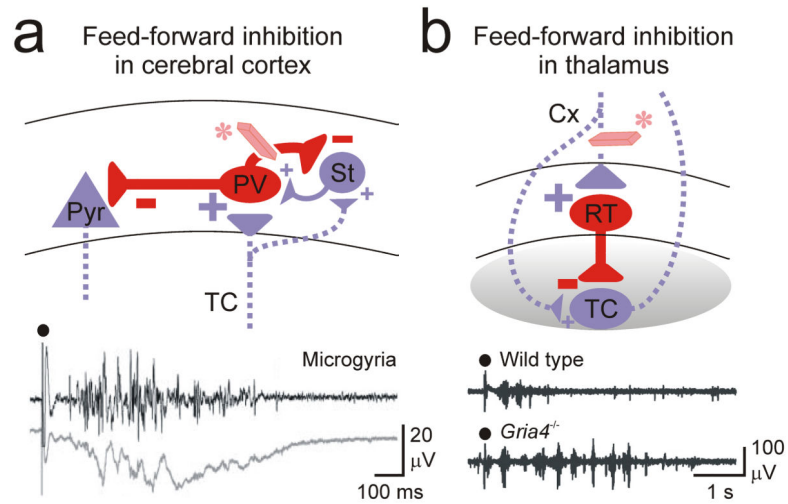 a
Feed-forward inhibition
in cerebral cortex
*
-
PV
+
St
+
Pyr
-
+
TC
Microgyria
20
μV
100 ms
b
Feed-forward inhibition
in thalamus
Cx
*
+
RT
-
TC
+
Wild type
Gria4-/-
100
μV
1 s